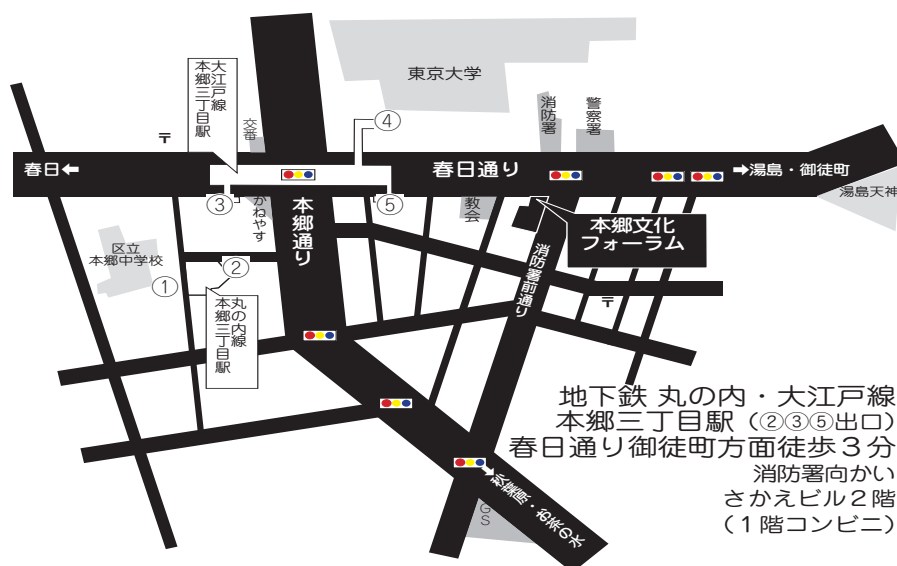 東京大学
大江戸線
本郷三丁目駅
交番
④
消防署
警察署
〒
春日←
春日通り
→湯島・御徒町
湯島天神
③
かねやす
本郷通り
⑤
教会
本郷文化
フォーラム
区立
本郷中学校
①
②
丸の内線
本郷三丁目駅
消防署前通り
〒
地下鉄 丸の内・大江戸線
本郷三丁目駅（②③⑤出口）
春日通り御徒町方面徒歩３分
消防署向かい
さかえビル２階
（１階コンビニ）
→秋葉原・お茶の水
GS